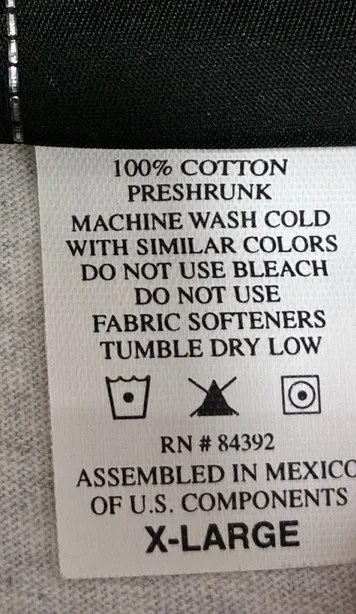 100% COTTON
PRESHRUNK
MACHINE WASH COLD
WITH SIMILAR COLORS
DO NOT USE BLEACH
DO NOT USE
FABRIC SOFTENERS
TUMBLE DRY LOW
RN # 84392
ASSEMBLED IN MEXICO
OF U.S. COMPONENTS
X-LARGE